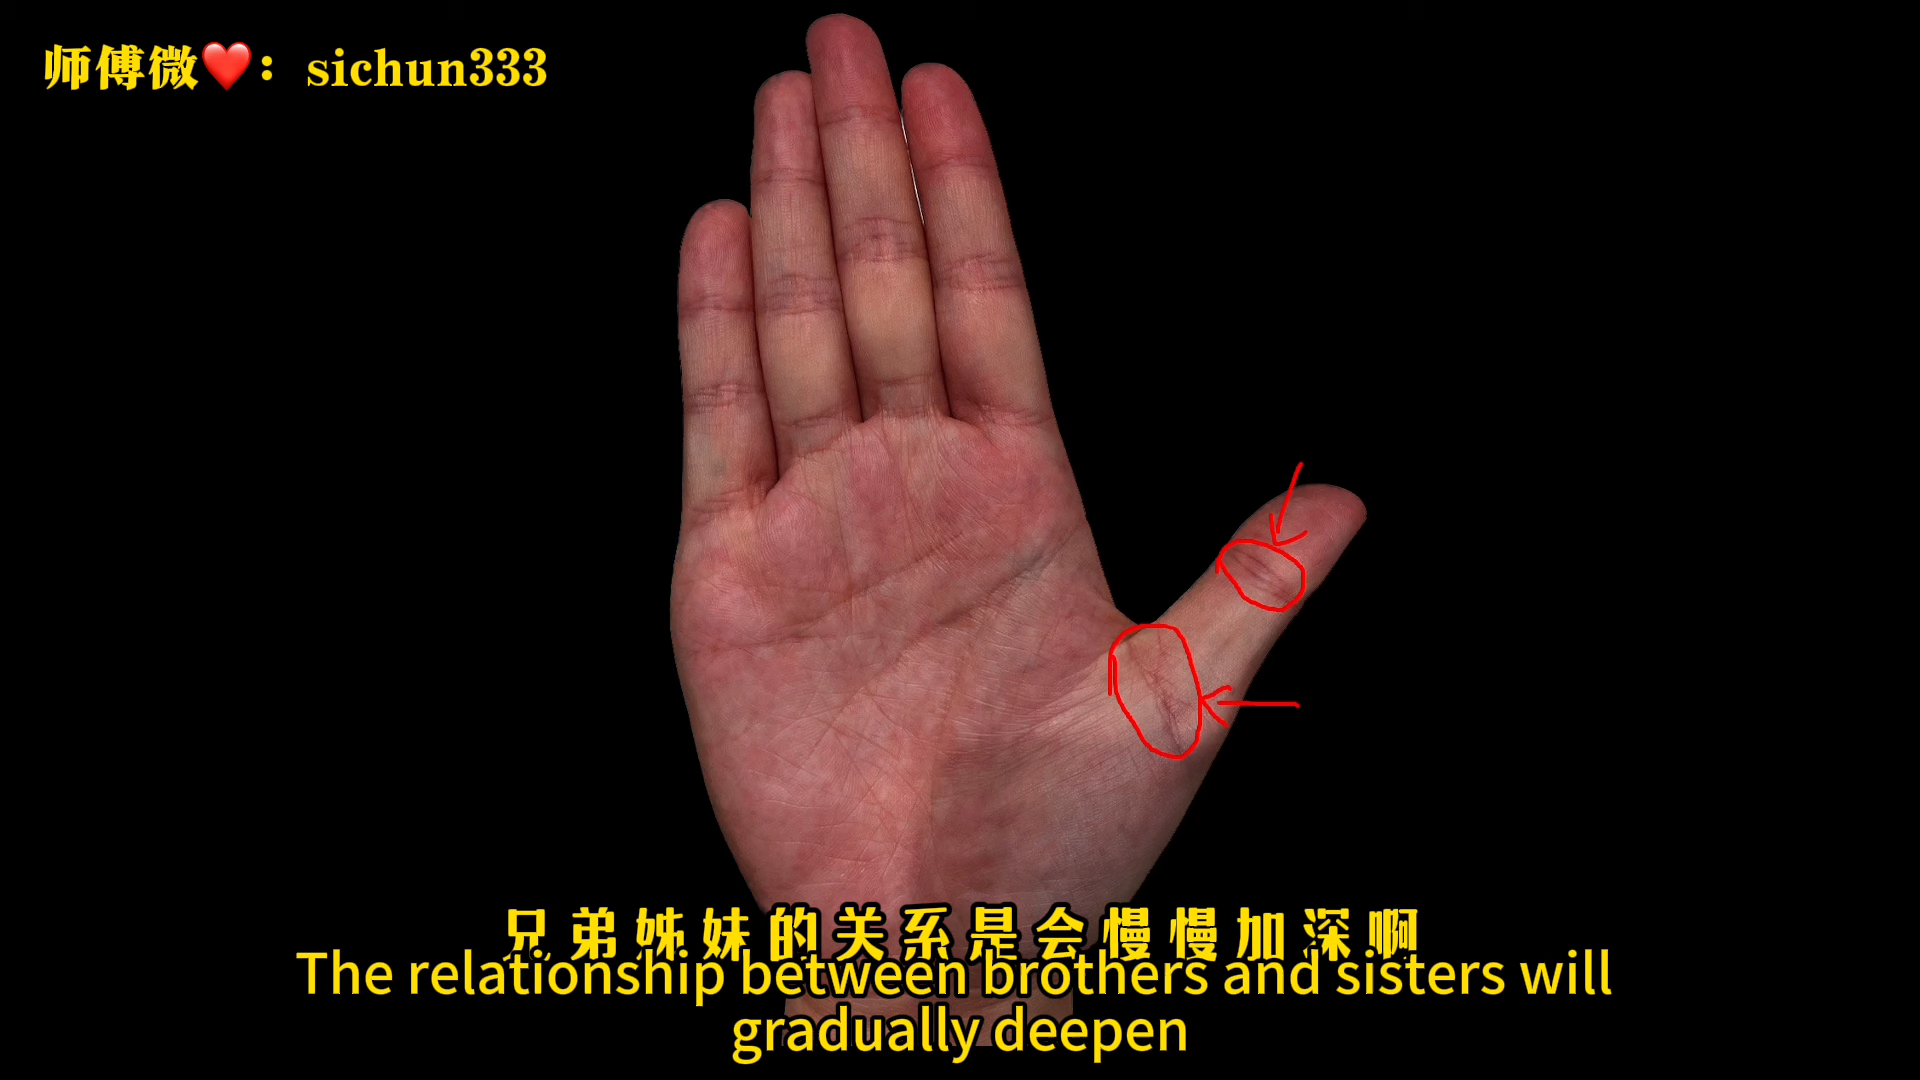 师傅微❤️：sichun333
兄弟姊妹的关系是会慢慢加深啊
The relationship between brothers and sisters will
gradually deepen